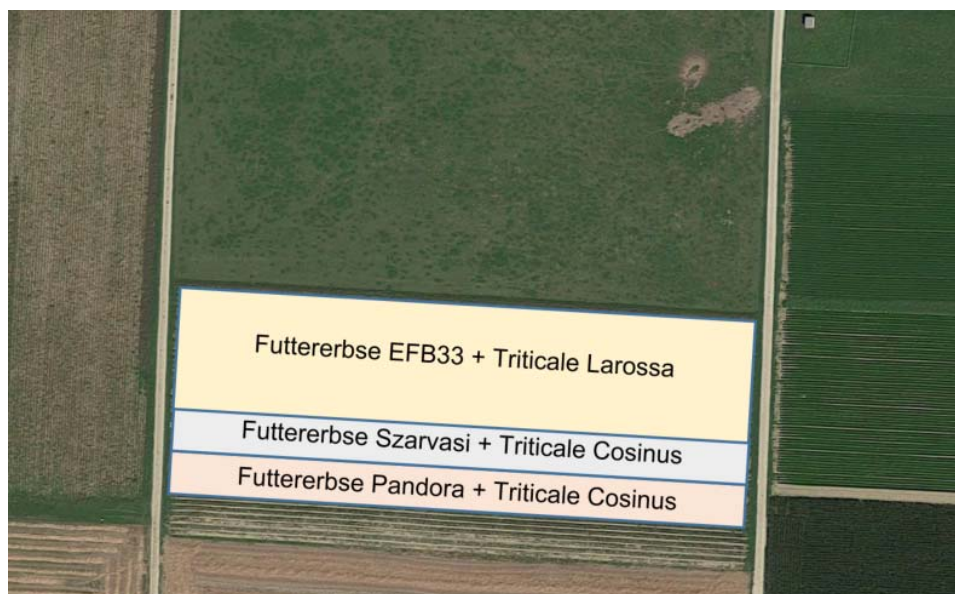 Futtererbse EFB33 + Triticale Larossa
Futtererbse Szarvasi + Triticale Cosinus
Futtererbse Pandora + Triticale Cosinus